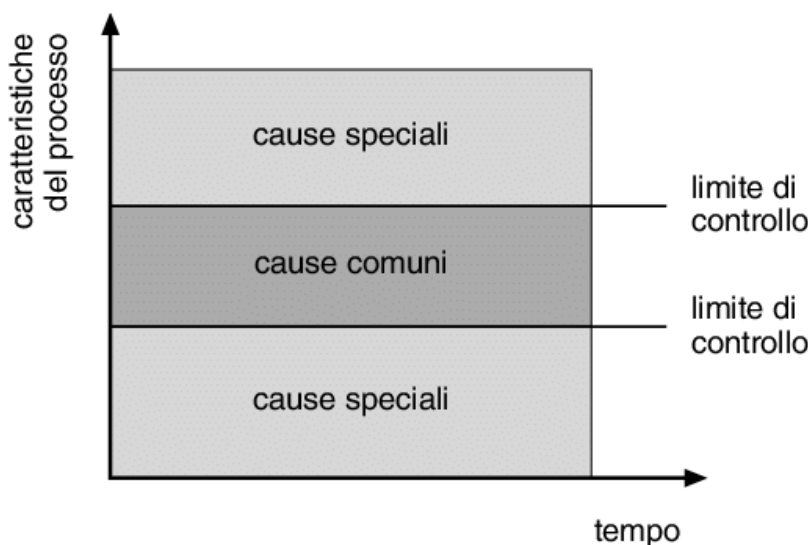 caratteristiche
del processo
cause speciali
limite di
controllo
cause comuni
limite di
controllo
cause speciali
tempo